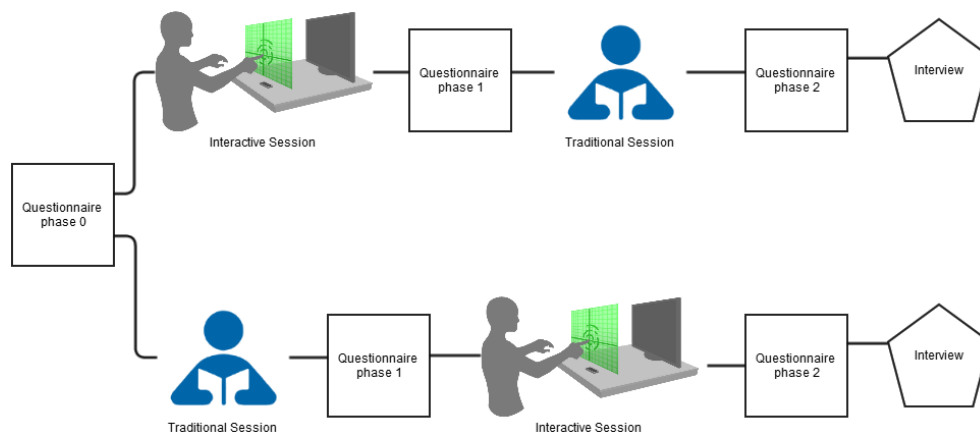 Questionnaire
phase 1
Questionnaire
phase 2
Interview
Interactive Session
Traditional Session
Questionnaire
phase 0
Questionnaire
phase 1
Questionnaire
phase 2
Interview
Traditional Session
Interactive Session